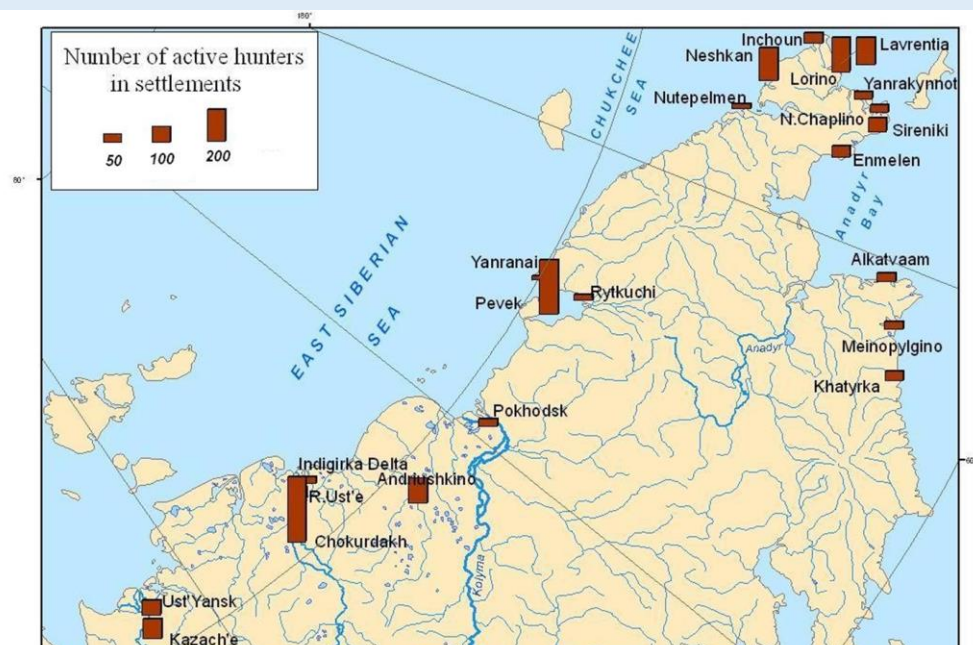 180°
Number of active hunters
in settlements
50 100 200
80°
CHUKCHEE
SEA
Inchoun
Neshkan
Lavrentia
Lorino
Yanrakynnot
Nutepelmen
N.Chaplino
Sireniki
Enmelen
Anadyr
Bay
Alkatvaam
Yanranai
Rytkuchi
Pevek
EAST SIBERIAN
SEA
Anadyr
Meinopylgino
Khatyrka
Pokhodsk
Indigirka Delta
Andriushkino
R.Ust'e
Chokurdakh
Kolyma
Ust'Yansk
Kazach'e